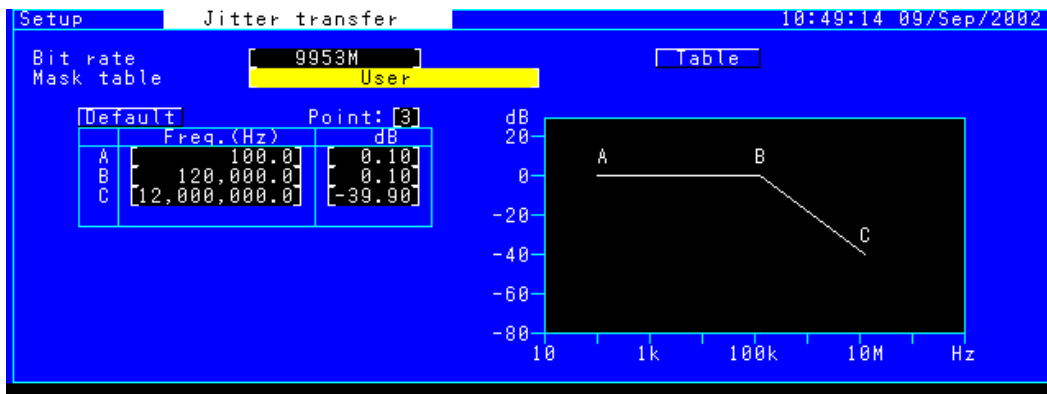 Setup Jitter transfer 10:49:14 09/Sep/2002
Bit rate [ 9953M ] Table
Mask table User
Default Point: [3]
Freq.(Hz) dB
A [ 100.0] [ 0.10]
B [ 120,000.0] [ 0.10]
C [12,000,000.0] [-39.90]
dB
20
0
-20
-40
-60
-80
A B
C
10 1k 100k 10M Hz